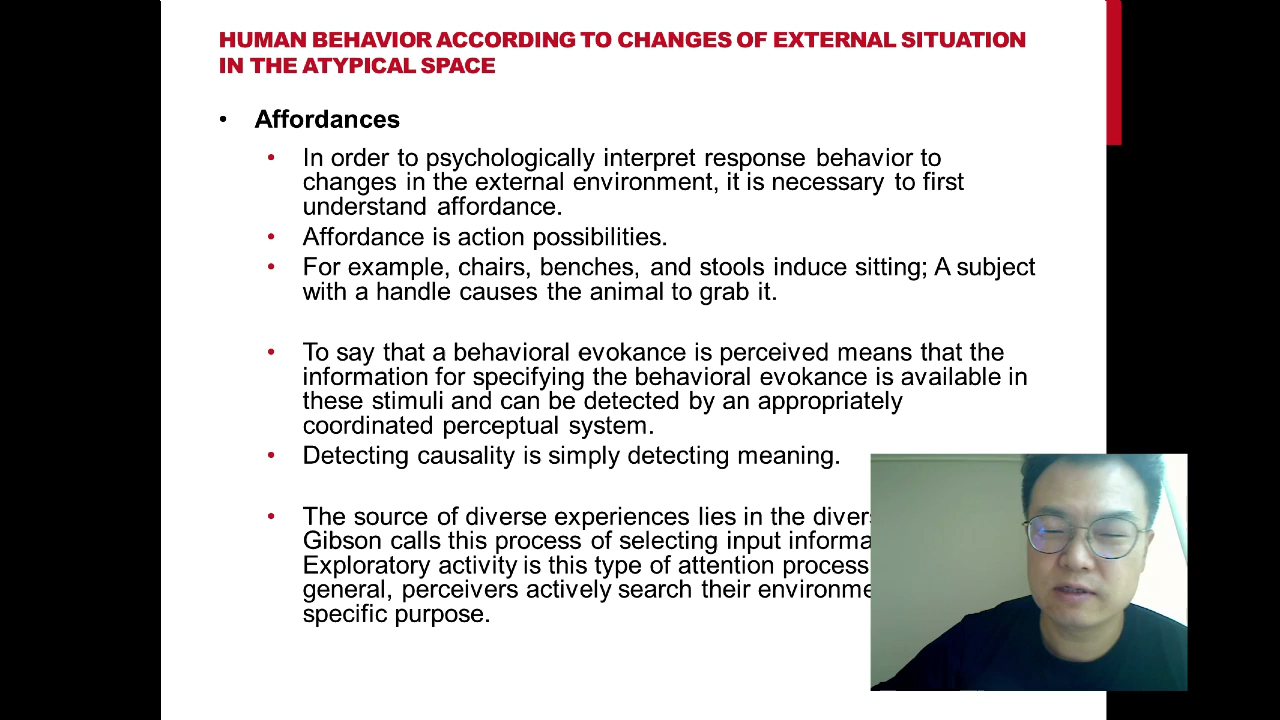 HUMAN BEHAVIOR ACCORDING TO CHANGES OF EXTERNAL SITUATION
IN THE ATYPICAL SPACE
• Affordances
• In order to psychologically interpret response behavior to
changes in the external environment, it is necessary to first
understand affordance.
• Affordance is action possibilities.
• For example, chairs, benches, and stools induce sitting; A subject
with a handle causes the animal to grab it.
• To say that a behavioral evokance is perceived means that the
information for specifying the behavioral evokance is available in
these stimuli and can be detected by an appropriately
coordinated perceptual system.
• Detecting causality is simply detecting meaning.
• The source of diverse experiences lies in the
Gibson calls this process of selecting input
Exploratory activity is this type of attention process
general, perceivers actively search their
specific purpose.